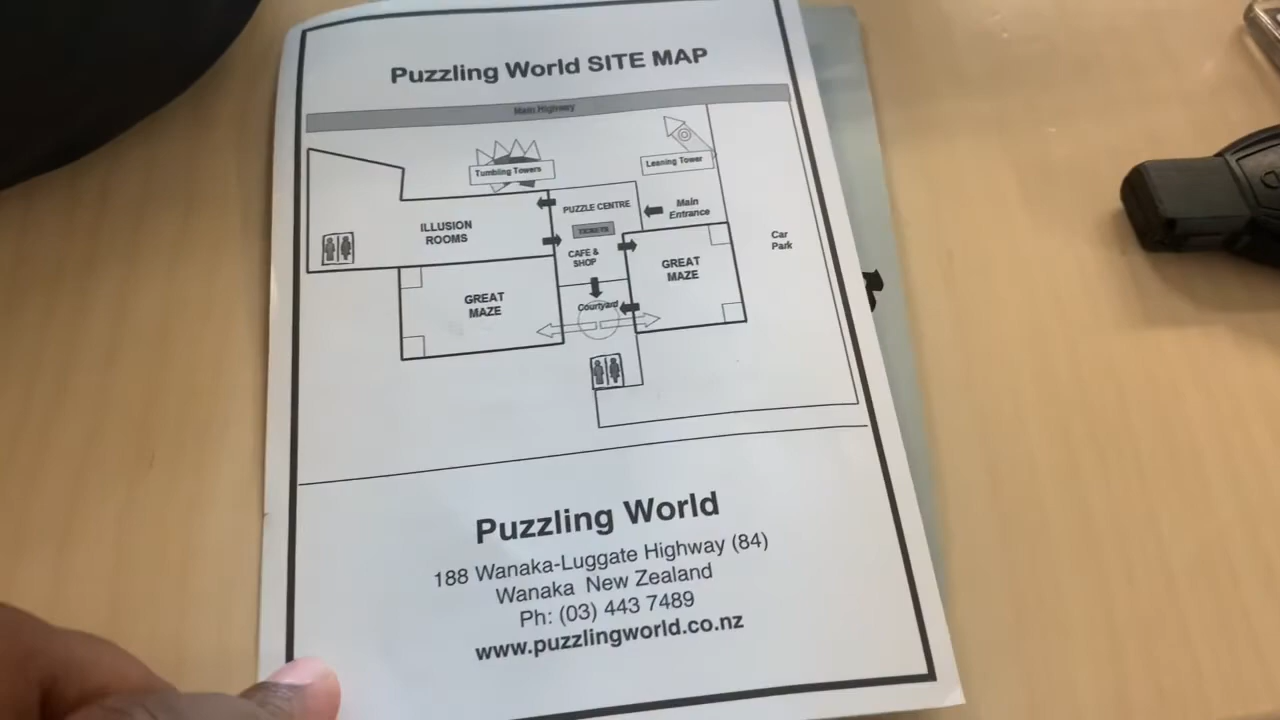 Puzzling World SITE MAP
Main Highway
Tumbling Towers
Leaning Tower
PUZZLE CENTRE
Main
Entrance
ILLUSION
ROOMS
TICKETS
Car
Park
CAFE &
SHOP
GREAT
MAZE
GREAT
MAZE
Courtyard
Puzzling World
188 Wanaka-Luggate Highway (84)
Wanaka New Zealand
Ph: (03) 443 7489
www.puzzlingworld.co.nz